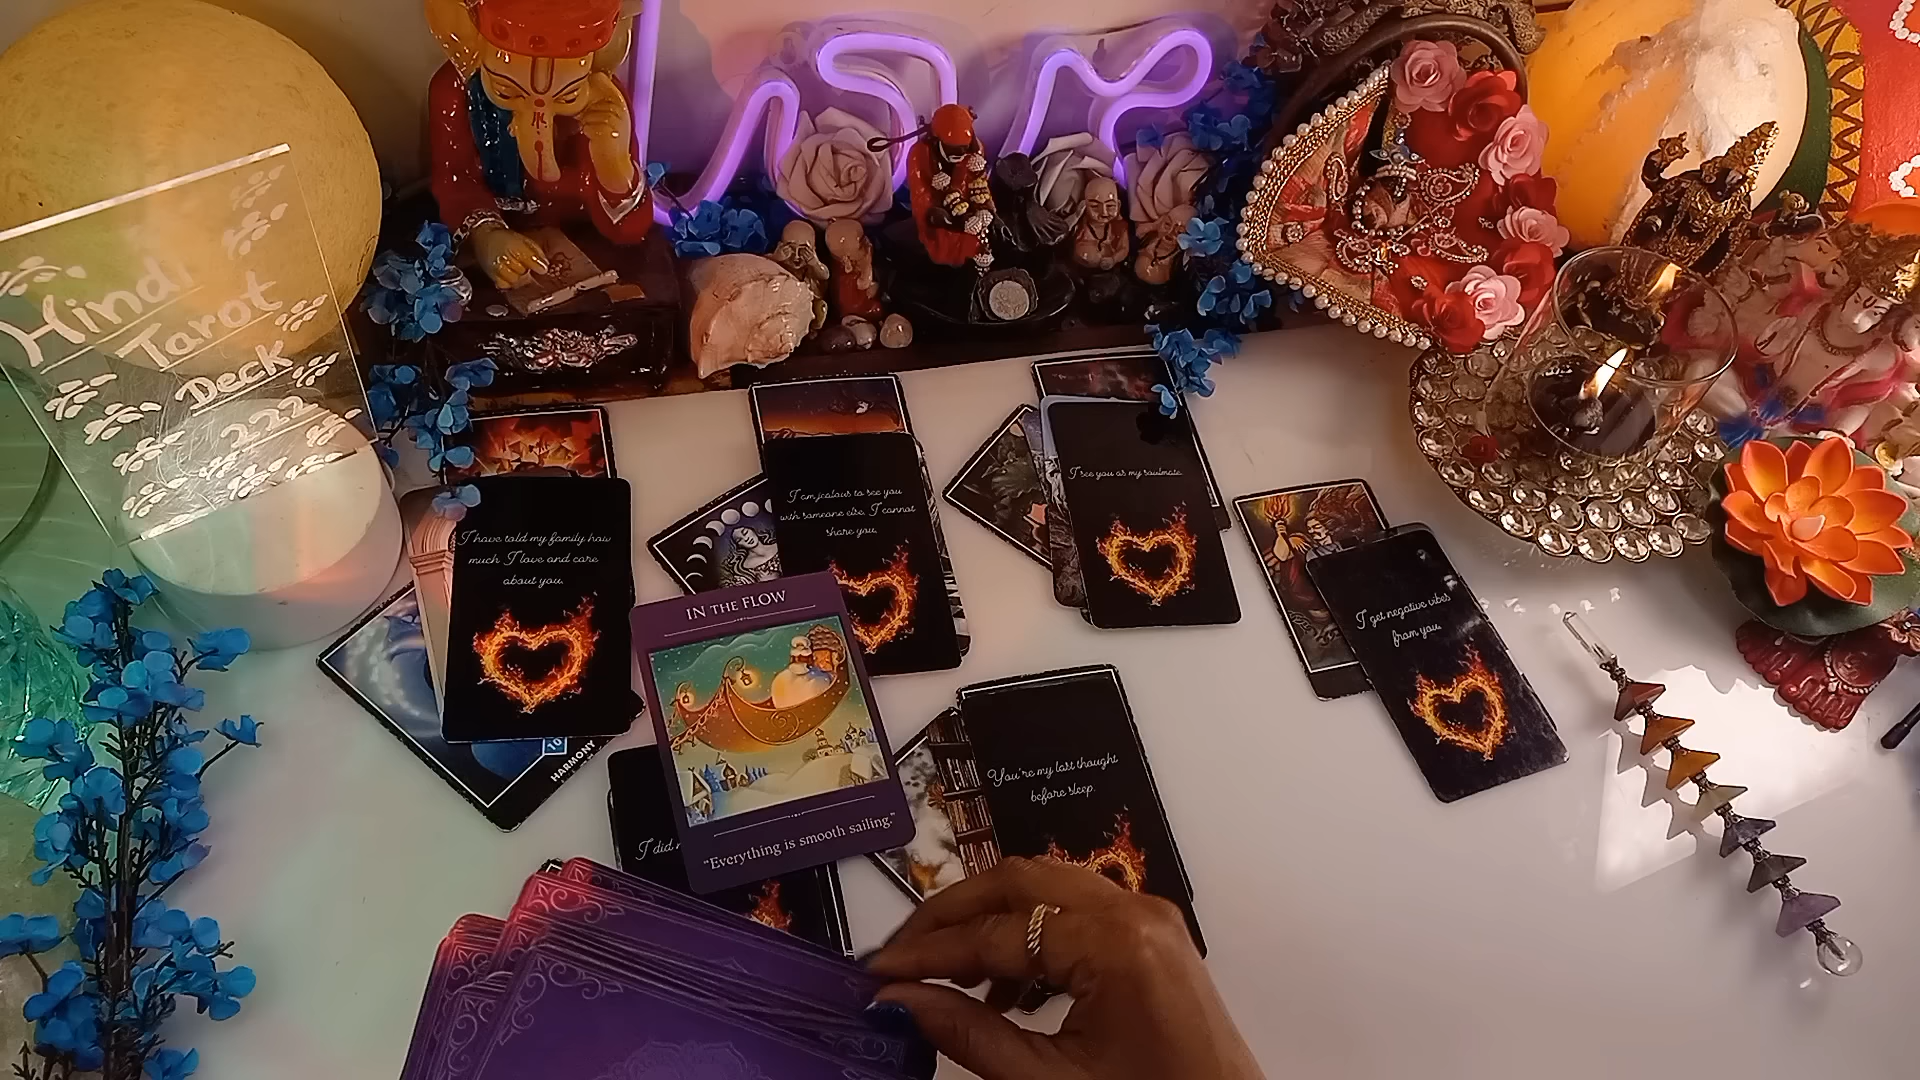 Hindi
Tarot
Deck
222
I have told my family how
much I love and care
about you.
HARMONY
10
I am jealous to see you
with someone else. I cannot
share you.
I see you as my soulmate.
I get negative vibes
from you.
IN THE FLOW
"Everything is smooth sailing."
You're my last thought
before sleep.
I did